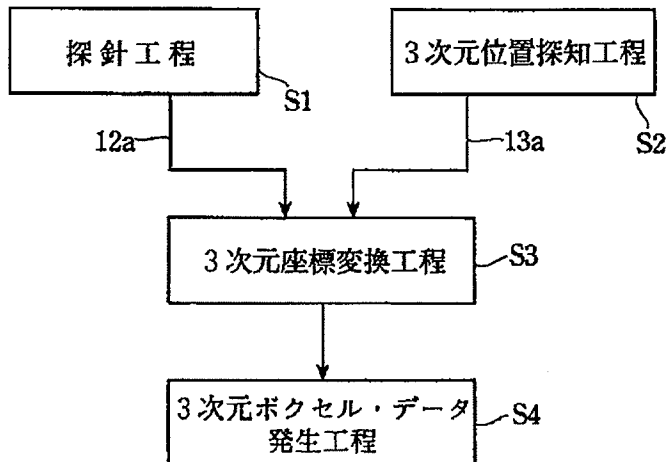 探針工程
S1
3次元位置探知工程
S2
12a
13a
3次元座標変換工程
S3
3次元ボクセル・データ
発生工程
S4